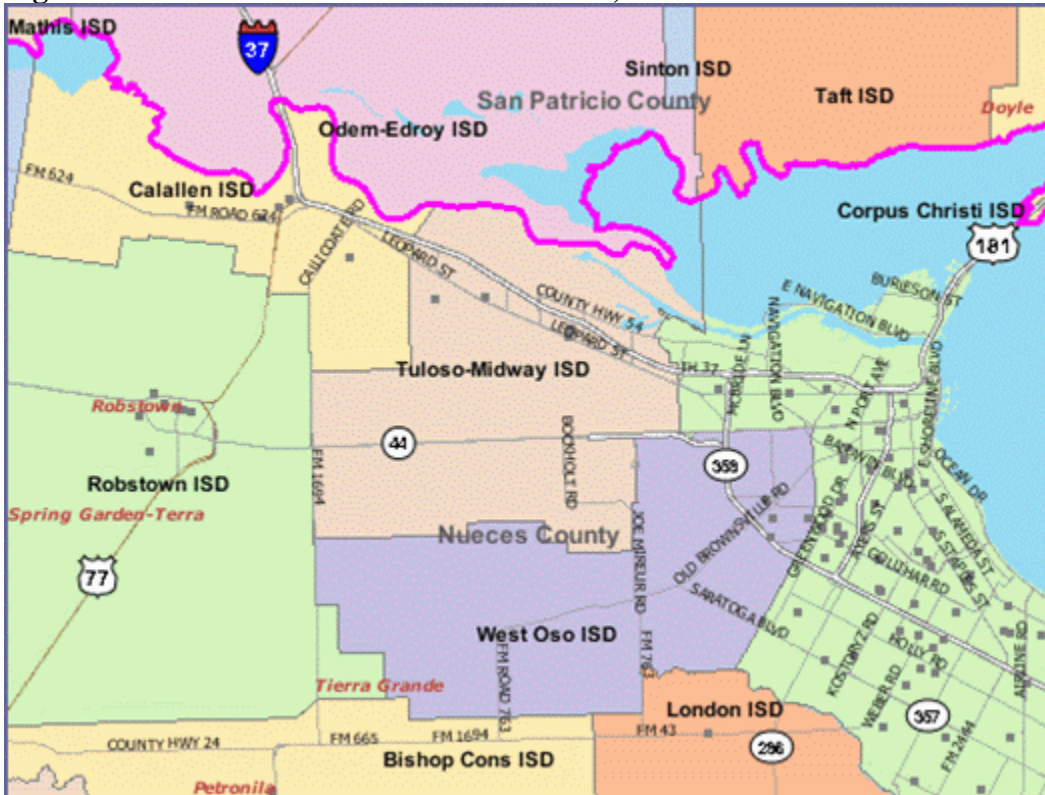 Mathis ISD
37
Sinton ISD
San Patricio County
Taft ISD
Doyle
Odem-Edroy ISD
FM 624
Calallen ISD
FM ROAD 624
Corpus Christi ISD
181
CALLICOATE RD
LEOPARD ST
BURLESON ST
E NAVIGATION BLVD
COUNTY HWY 54
LEOPARD ST
NAVIGATION BLVD
MCBRIDE LN
IH 37
N PORT AVE
E SHORELINE BLVD
Tuloso-Midway ISD
Robstown
44
BOCKHOLT RD
358
BALDWIN BLVD
OCEAN DR
FM 1694
Robstown ISD
Spring Garden-Terra
Nueces County
JOE MIREUR RD
OLD BROWNSVILLE RD
GREENWOOD DR
AYERS ST
S ALAMEDA ST
S STAPLES ST
GOLLIHAR RD
77
SARATOGA BLVD
West Oso ISD
FM ROAD 763
FM 763
KOSTORYZ RD
HOLLY RD
WEBER RD
AIRLINE RD
Tierra Grande
London ISD
357
COUNTY HWY 24
FM 665
FM 1694
FM 43
286
FM 2444
Bishop Cons ISD
Petronila